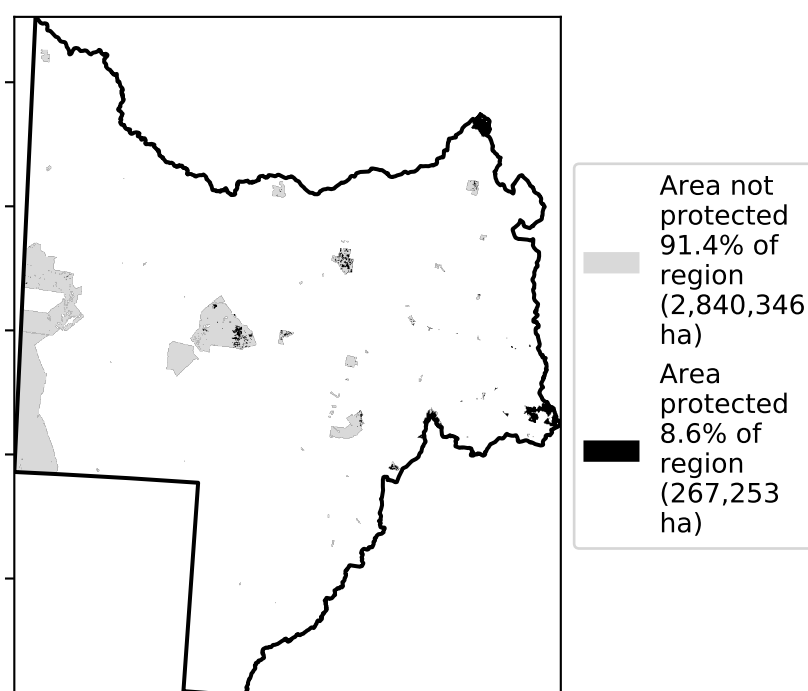 Area not
protected
91.4% of
region
(2,840,346
ha)
Area
protected
8.6% of
region
(267,253
ha)